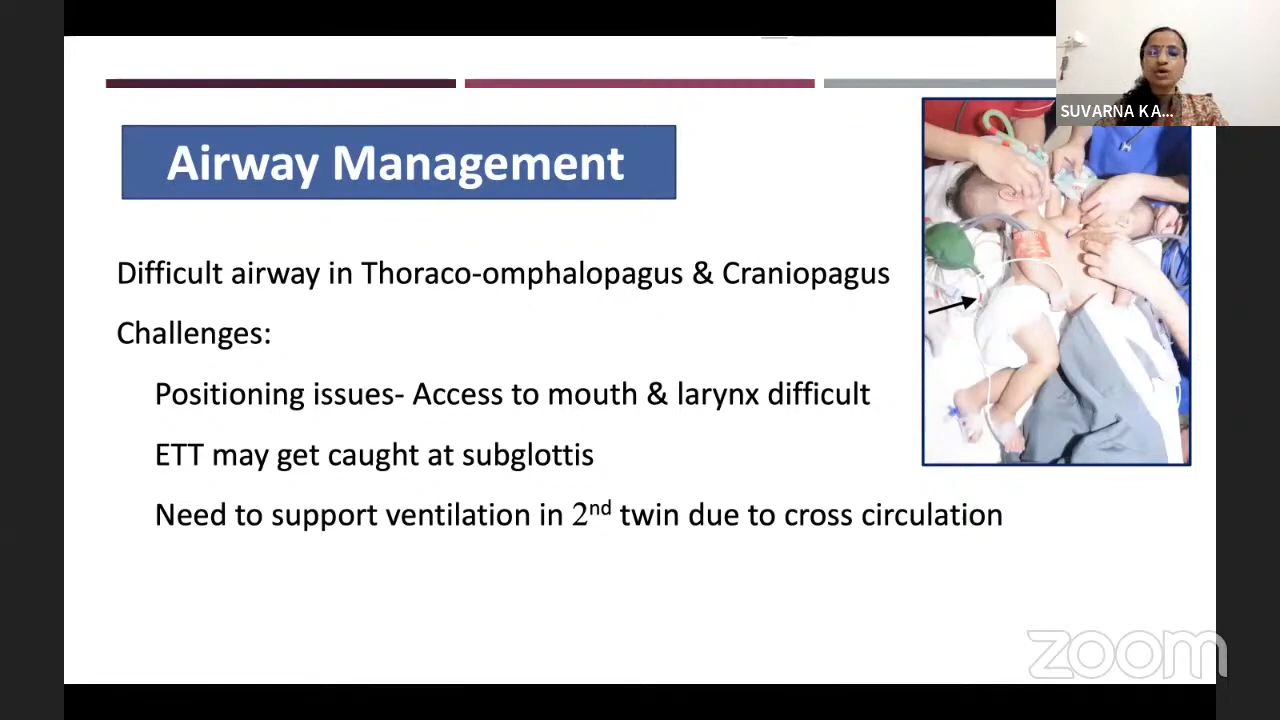 SUVARNA K A...
Airway Management
Difficult airway in Thoraco-omphalopagus & Craniopagus
Challenges:
Positioning issues- Access to mouth & larynx difficult
ETT may get caught at subglottis
Need to support ventilation in 2nd twin due to cross circulation
zoom